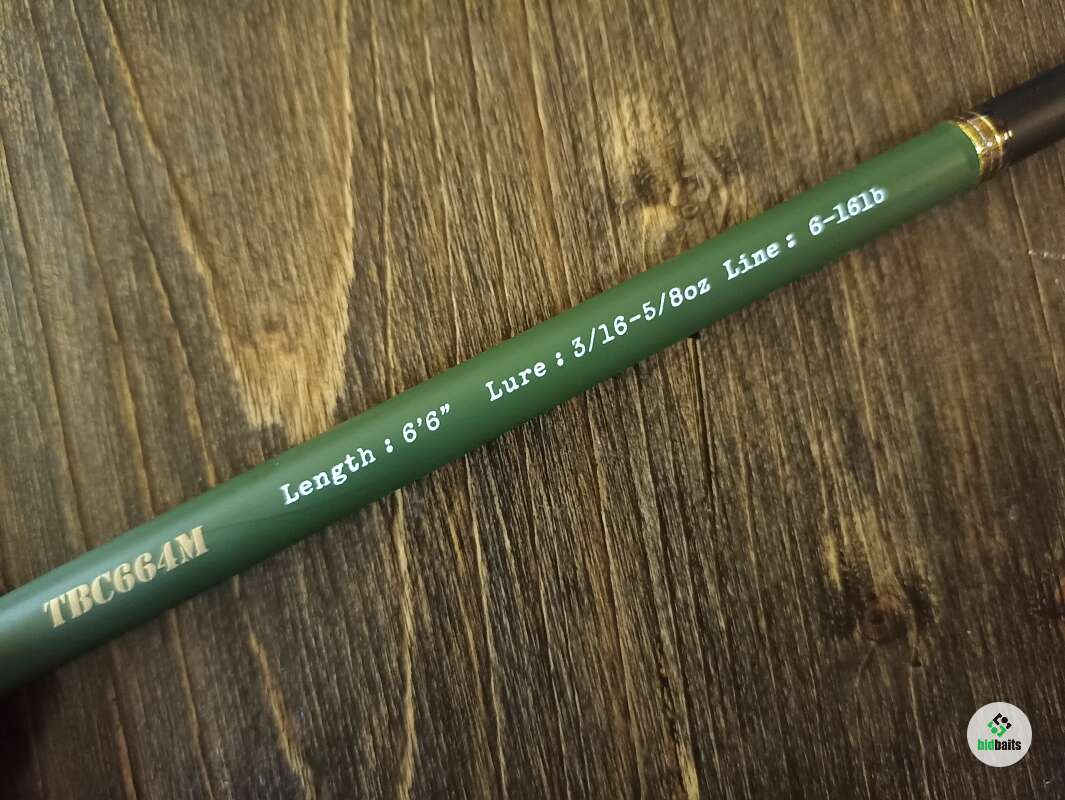 TBC664M Length : 6'6" Lure : 3/16-5/8oz Line : 6-16lb
bidbaits